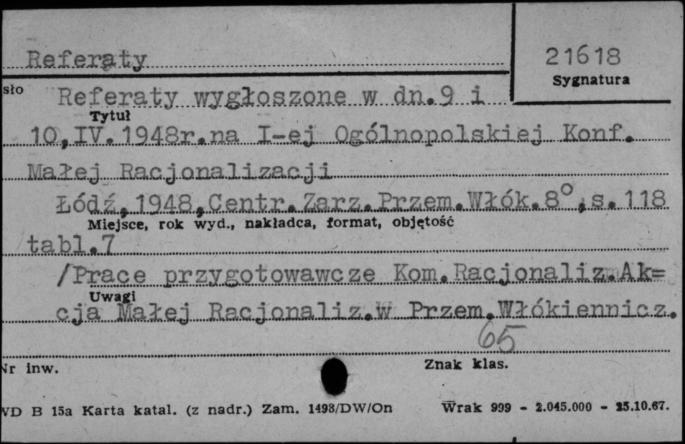 Referaty
21618
Sygnatura
sło
Referaty wygłoszone w dn.9 i
Tytuł
10,IV.1948r.na I-ej Ogólnopolskiej Konf.
Małej Racjonalizacji
Łódź,1948,Centr.Zarz.Przem.Włók.8°,s.118
Miejsce, rok wyd., nakładca, format, objętość
tabl.7
/Prace przygotowawcze Kom.Racjonaliz.Ak=
Uwagi
cja Małej Racjonaliz.w Przem.Włókiennicz.
65
Nr inw.
Znak klas.
WD B 15a Karta katal. (z nadr.) Zam. 1498/DW/On
Wrak 999 - 2.045.000 - 25.10.67.